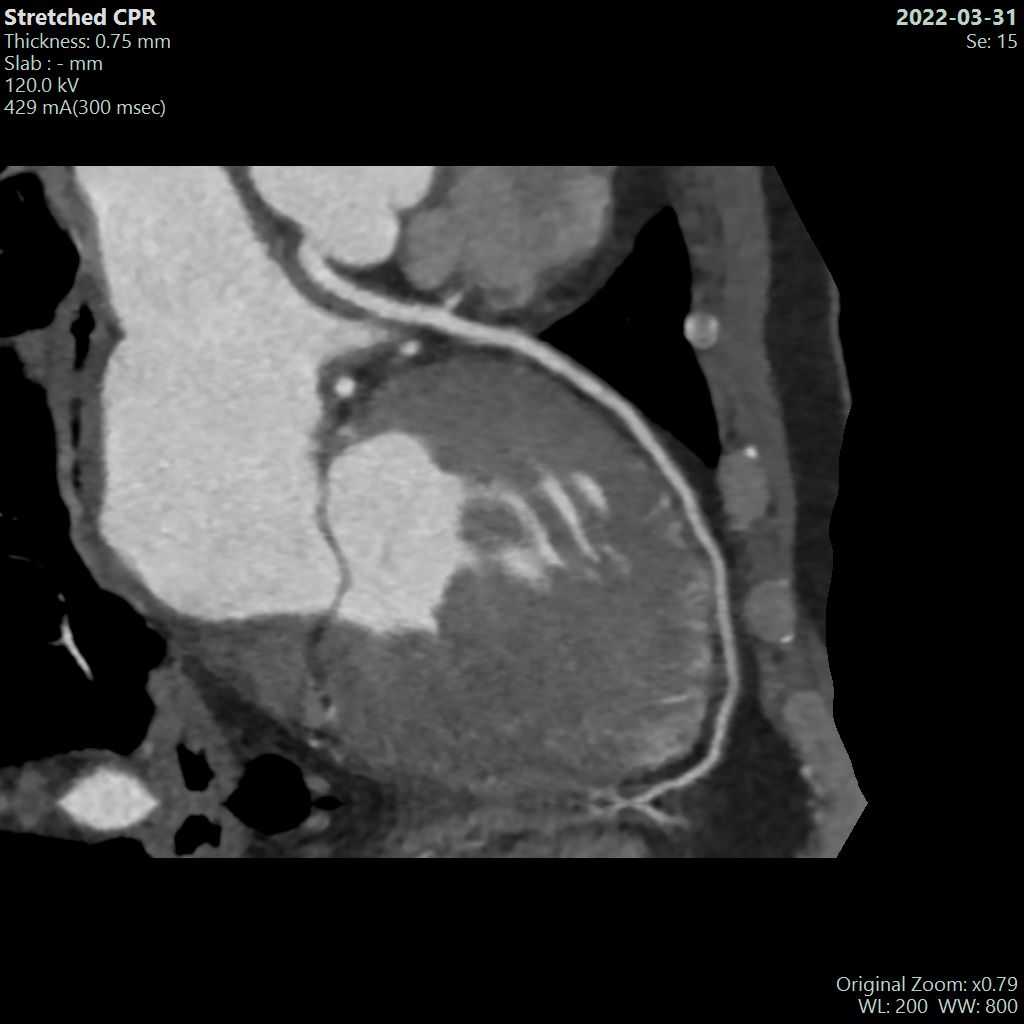 Stretched CPR
Thickness: 0.75 mm
Slab : - mm
120.0 kV
429 mA(300 msec)
2022-03-31
Se: 15
Original Zoom: x0.79
WL: 200 WW: 800